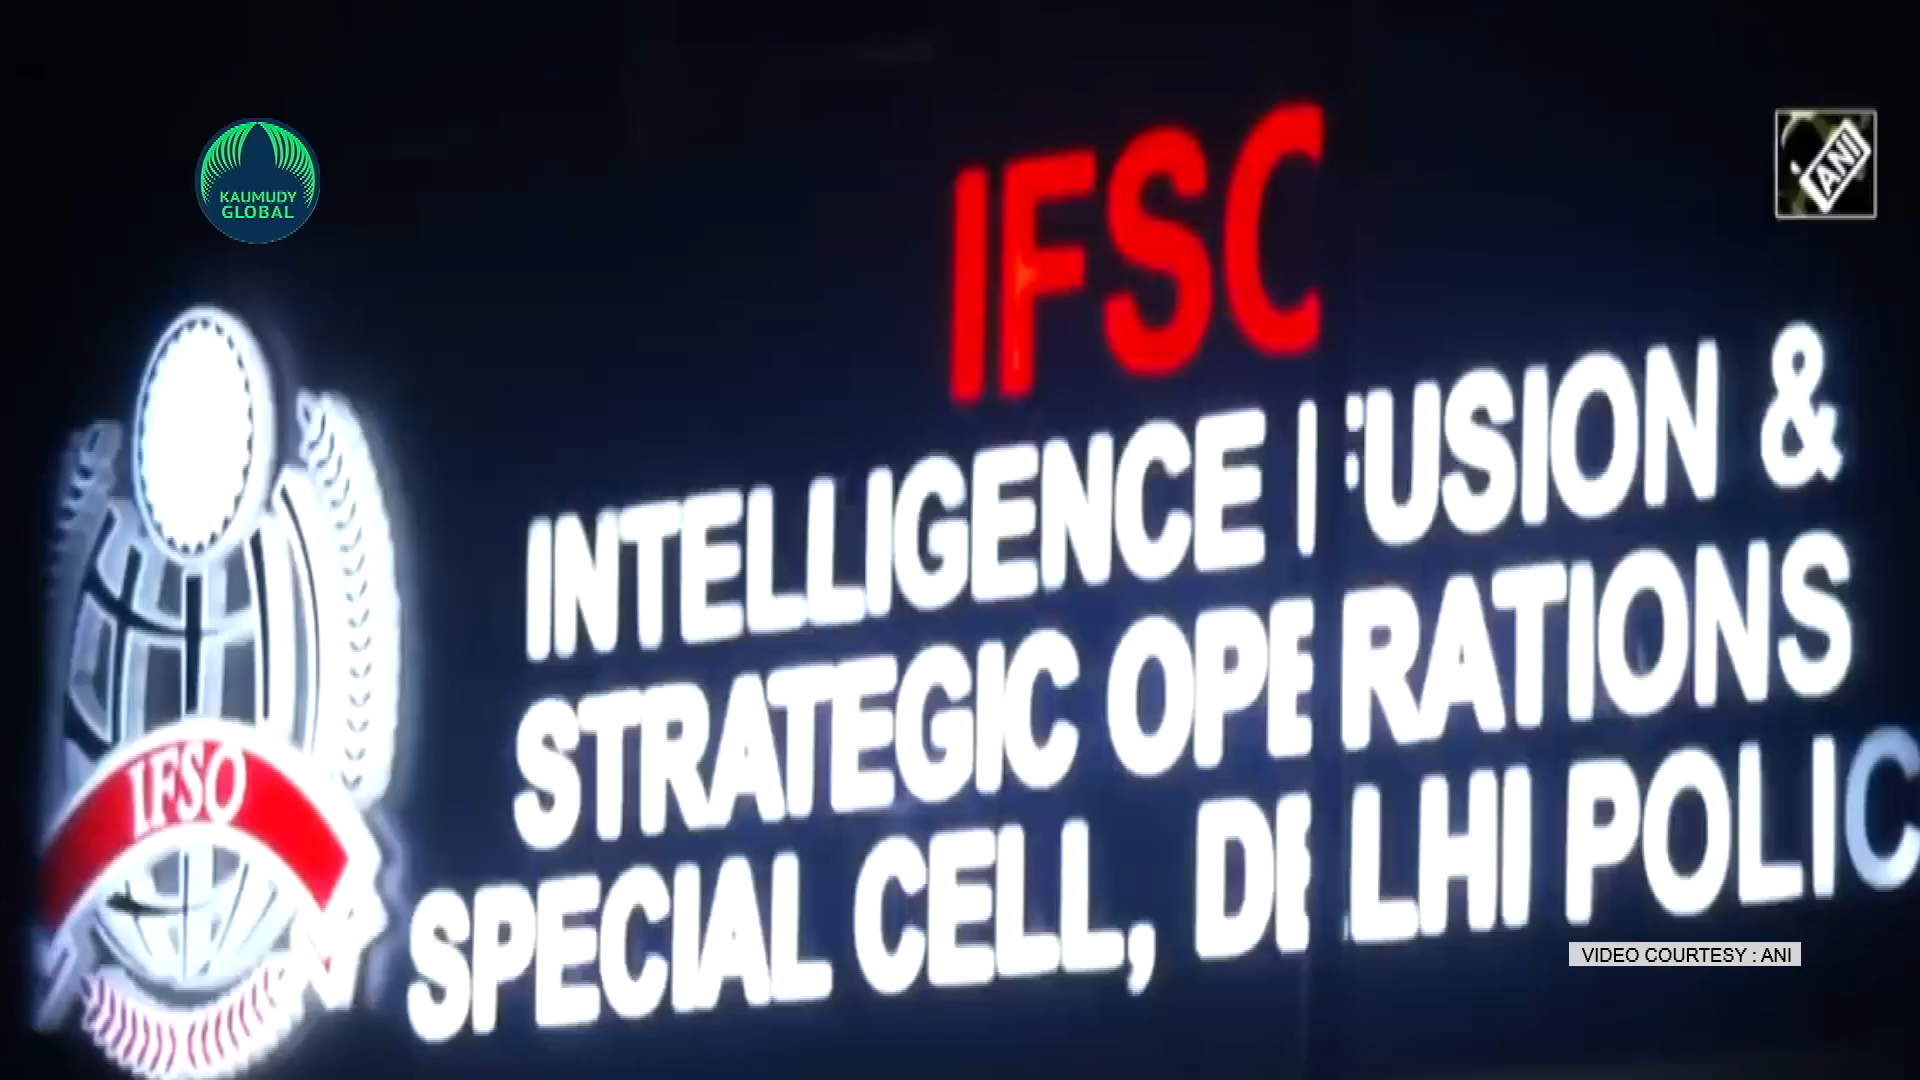 KAUMUDY
GLOBAL
ANI
IFSC
INTELLIGENCE FUSION &
STRATEGIC OPERATIONS
SPECIAL CELL, DELHI POLIC
IFSO
VIDEO COURTESY : ANI